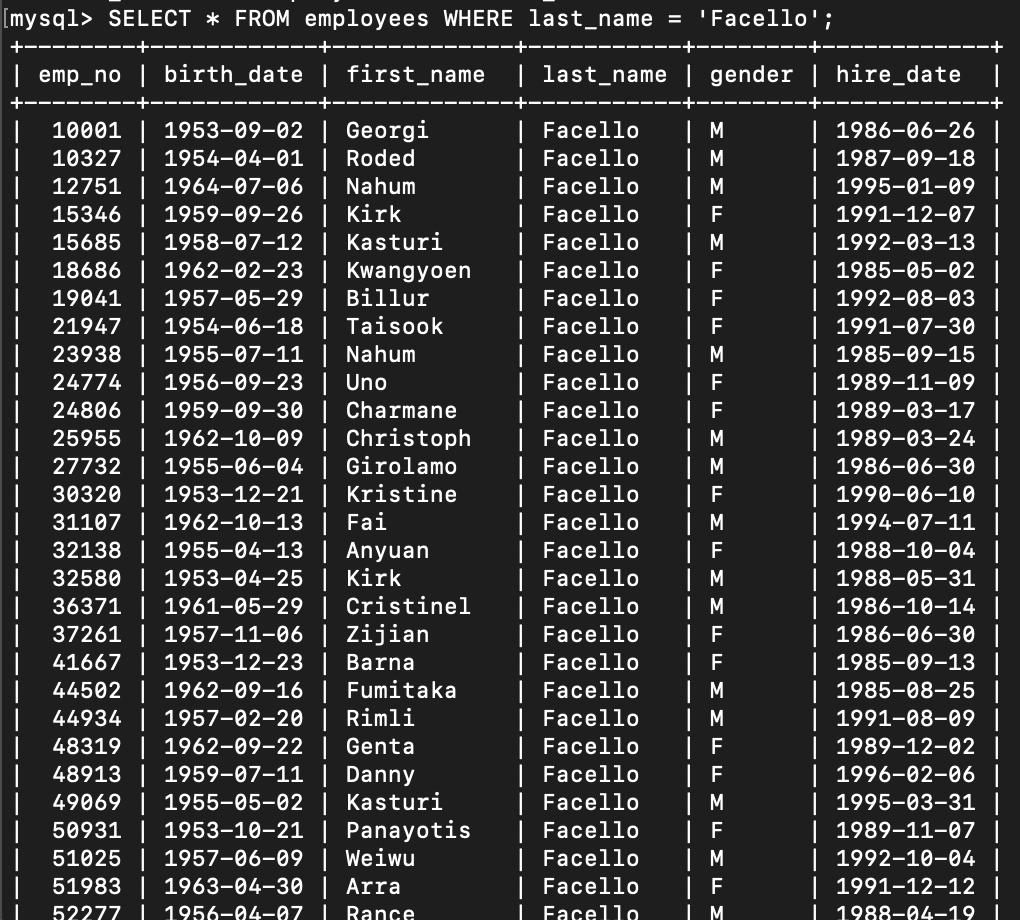 [mysql> SELECT * FROM employees WHERE last_name = 'Facello';
+--------+------------+-------------+-----------+--------+------------+
| emp_no | birth_date | first_name | last_name | gender | hire_date |
+--------+------------+-------------+-----------+--------+------------+
| 10001 | 1953-09-02 | Georgi | Facello | M | 1986-06-26 |
| 10327 | 1954-04-01 | Roded | Facello | M | 1987-09-18 |
| 12751 | 1964-07-06 | Nahum | Facello | M | 1995-01-09 |
| 15346 | 1959-09-26 | Kirk | Facello | F | 1991-12-07 |
| 15685 | 1958-07-12 | Kasturi | Facello | M | 1992-03-13 |
| 18686 | 1962-02-23 | Kwangyoen | Facello | F | 1985-05-02 |
| 19041 | 1957-05-29 | Billur | Facello | F | 1992-08-03 |
| 21947 | 1954-06-18 | Taisook | Facello | F | 1991-07-30 |
| 23938 | 1955-07-11 | Nahum | Facello | M | 1985-09-15 |
| 24774 | 1956-09-23 | Uno | Facello | F | 1989-11-09 |
| 24806 | 1959-09-30 | Charmane | Facello | F | 1989-03-17 |
| 25955 | 1962-10-09 | Christoph | Facello | M | 1989-03-24 |
| 27732 | 1955-06-04 | Girolamo | Facello | M | 1986-06-30 |
| 30320 | 1953-12-21 | Kristine | Facello | F | 1990-06-10 |
| 31107 | 1962-10-13 | Fai | Facello | M | 1994-07-11 |
| 32138 | 1955-04-13 | Anyuan | Facello | F | 1988-10-04 |
| 32580 | 1953-04-25 | Kirk | Facello | M | 1988-05-31 |
| 36371 | 1961-05-29 | Cristinel | Facello | M | 1986-10-14 |
| 37261 | 1957-11-06 | Zijian | Facello | F | 1986-06-30 |
| 41667 | 1953-12-23 | Barna | Facello | F | 1985-09-13 |
| 44502 | 1962-09-16 | Fumitaka | Facello | M | 1985-08-25 |
| 44934 | 1957-02-20 | Rimli | Facello | M | 1991-08-09 |
| 48319 | 1962-09-22 | Genta | Facello | F | 1989-12-02 |
| 48913 | 1959-07-11 | Danny | Facello | F | 1996-02-06 |
| 49069 | 1955-05-02 | Kasturi | Facello | M | 1995-03-31 |
| 50931 | 1953-10-21 | Panayotis | Facello | F | 1989-11-07 |
| 51025 | 1957-06-09 | Weiwu | Facello | M | 1992-10-04 |
| 51983 | 1963-04-30 | Arra | Facello | F | 1991-12-12 |
| 52277 | 1956-04-07 | Rance | Facello | M | 1988-04-19 |